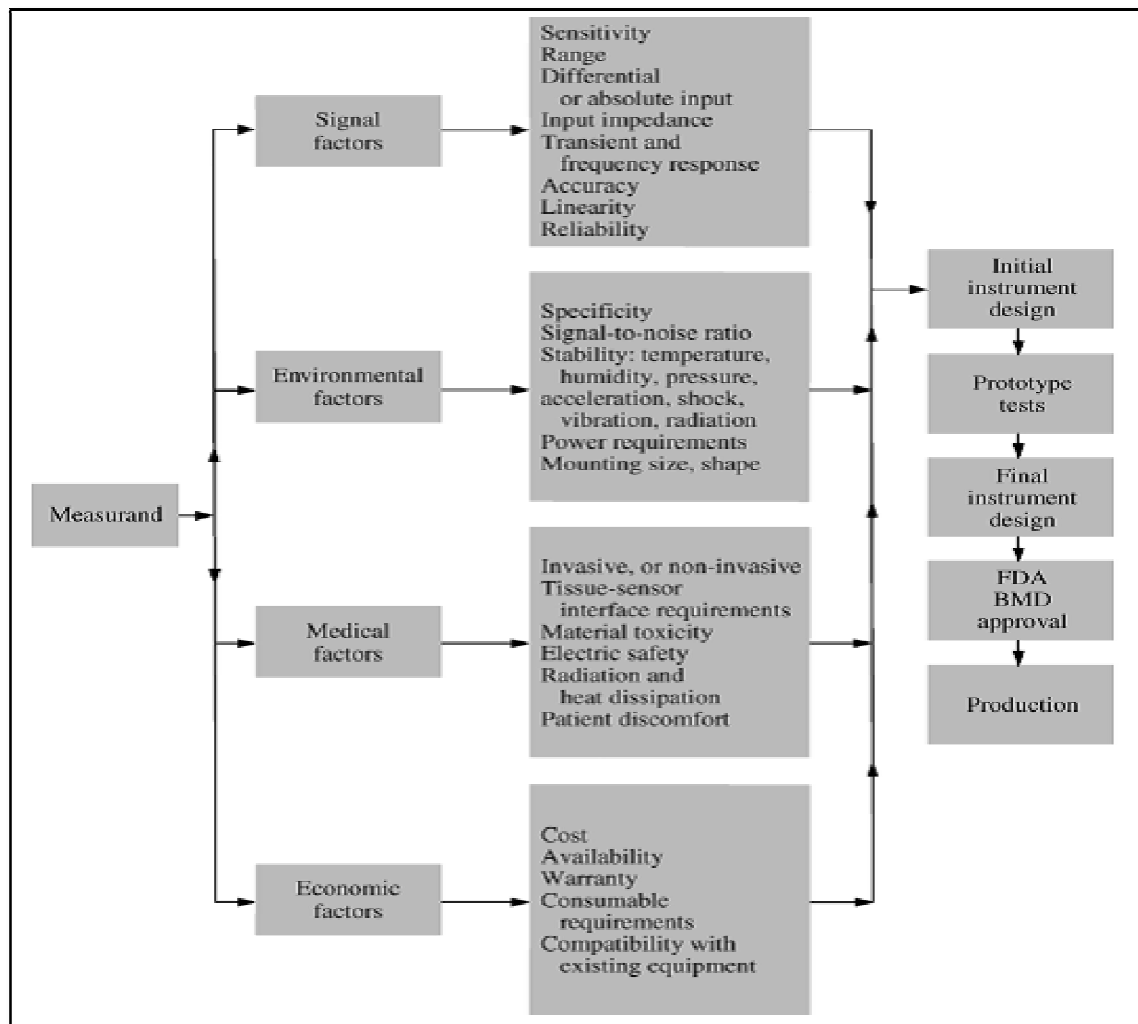 Measurand
Signal
factors
Sensitivity
Range
Differential
or absolute input
Input impedance
Transient and
frequency response
Accuracy
Linearity
Reliability
Environmental
factors
Specificity
Signal-to-noise ratio
Stability: temperature,
humidity, pressure,
acceleration, shock,
vibration, radiation
Power requirements
Mounting size, shape
Medical
factors
Invasive, or non-invasive
Tissue-sensor
interface requirements
Material toxicity
Electric safety
Radiation and
heat dissipation
Patient discomfort
Economic
factors
Cost
Availability
Warranty
Consumable
requirements
Compatibility with
existing equipment
Initial
instrument
design
Prototype
tests
Final
instrument
design
FDA
BMD
approval
Production